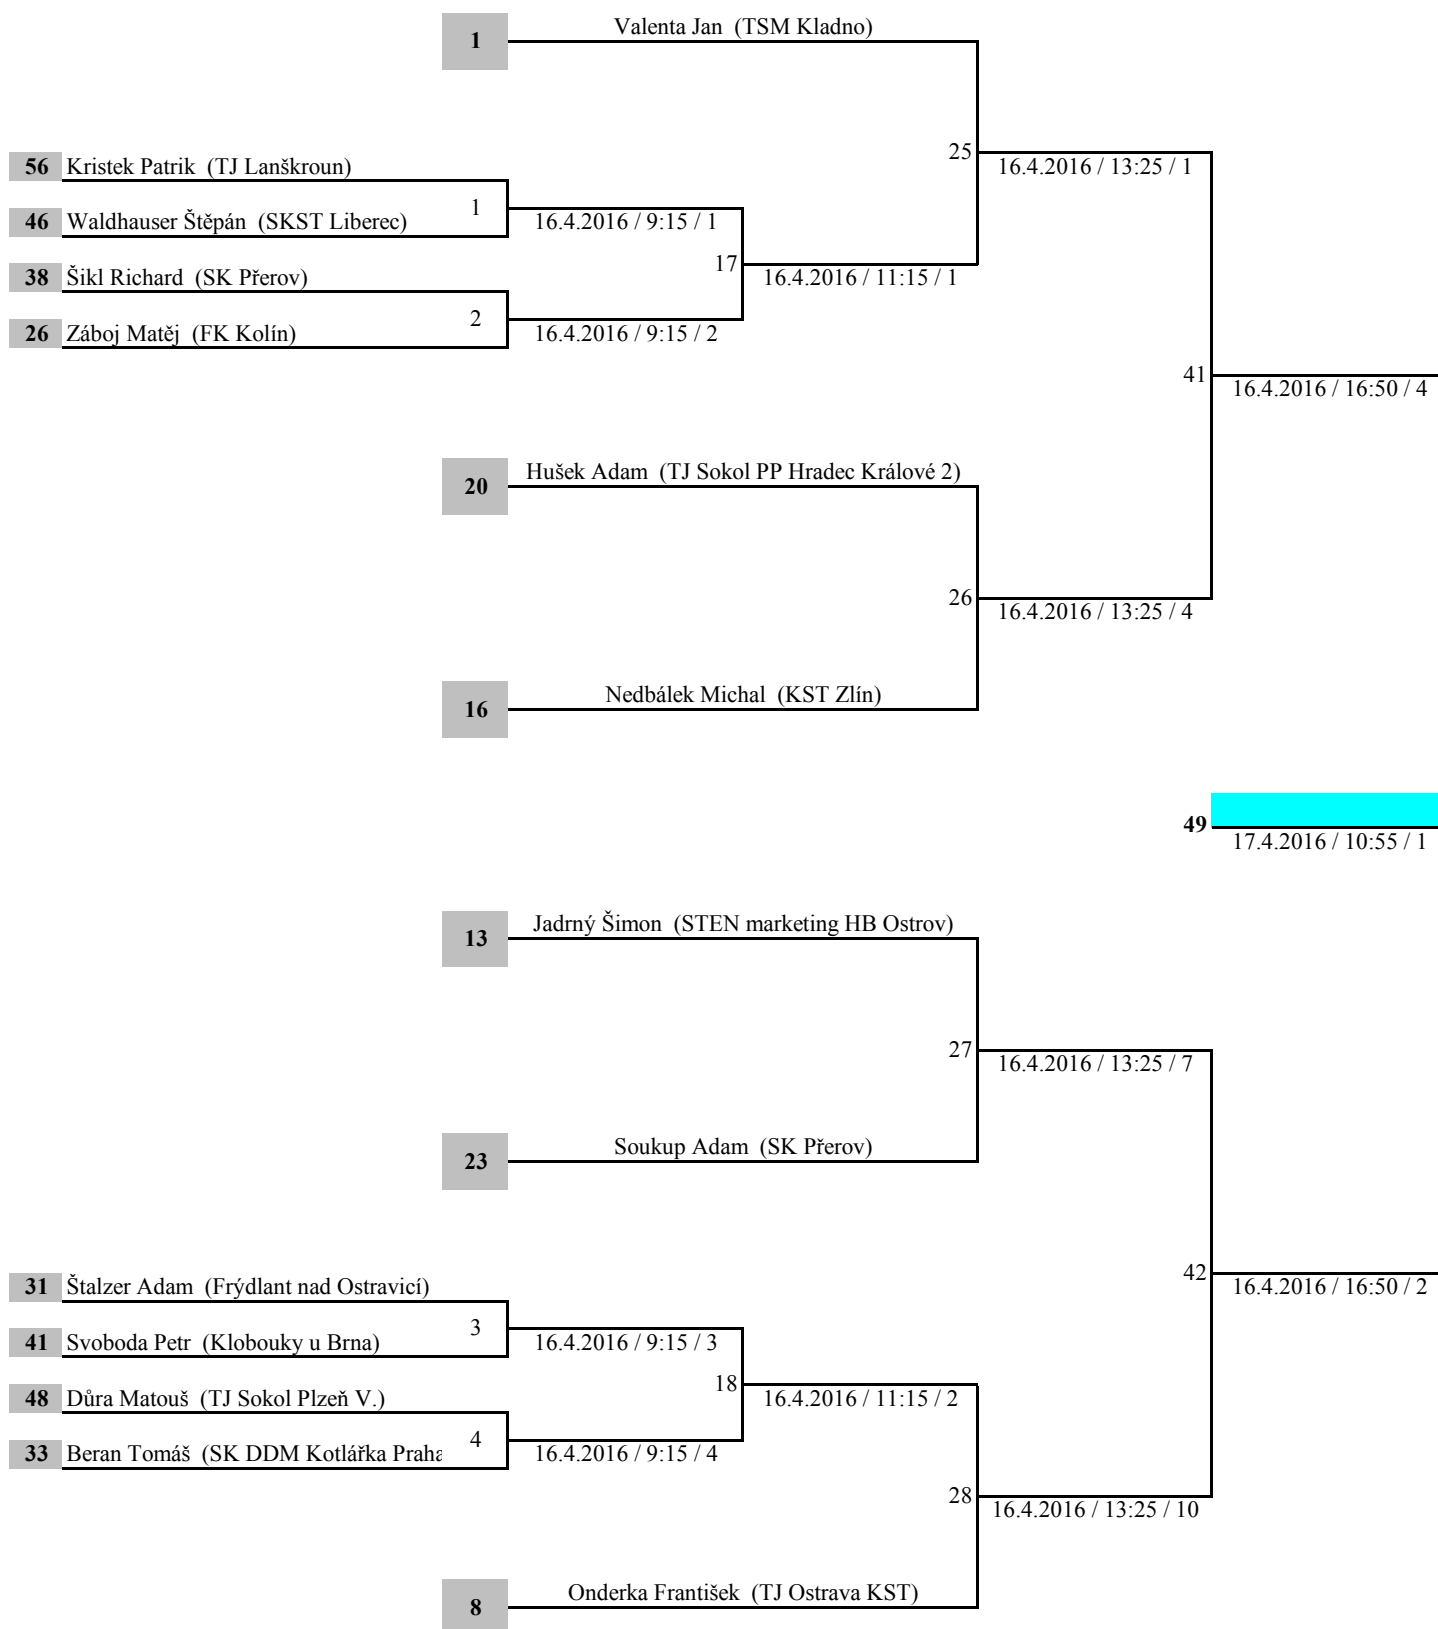 Valenta Jan (TSM Kladno)
1
25
16.4.2016 / 13:25 / 1
56 Kristek Patrik (TJ Lanškroun)
1
46 Waldhauser Štěpán (SKST Liberec)
16.4.2016 / 9:15 / 1
17
16.4.2016 / 11:15 / 1
38 Šikl Richard (SK Přerov)
2
26 Záboj Matěj (FK Kolín)
16.4.2016 / 9:15 / 2
41
16.4.2016 / 16:50 / 4
Hušek Adam (TJ Sokol PP Hradec Králové 2)
20
26
16.4.2016 / 13:25 / 4
Nedbálek Michal (KST Zlín)
16
49
17.4.2016 / 10:55 / 1
Jadrný Šimon (STEN marketing HB Ostrov)
13
27
16.4.2016 / 13:25 / 7
Soukup Adam (SK Přerov)
23
42
16.4.2016 / 16:50 / 2
31 Štalzer Adam (Frýdlant nad Ostravicí)
3
41 Svoboda Petr (Klobouky u Brna)
16.4.2016 / 9:15 / 3
18
16.4.2016 / 11:15 / 2
48 Důra Matouš (TJ Sokol Plzeň V.)
4
33 Beran Tomáš (SK DDM Kotlářka Praha
16.4.2016 / 9:15 / 4
28
16.4.2016 / 13:25 / 10
Onderka František (TJ Ostrava KST)
8